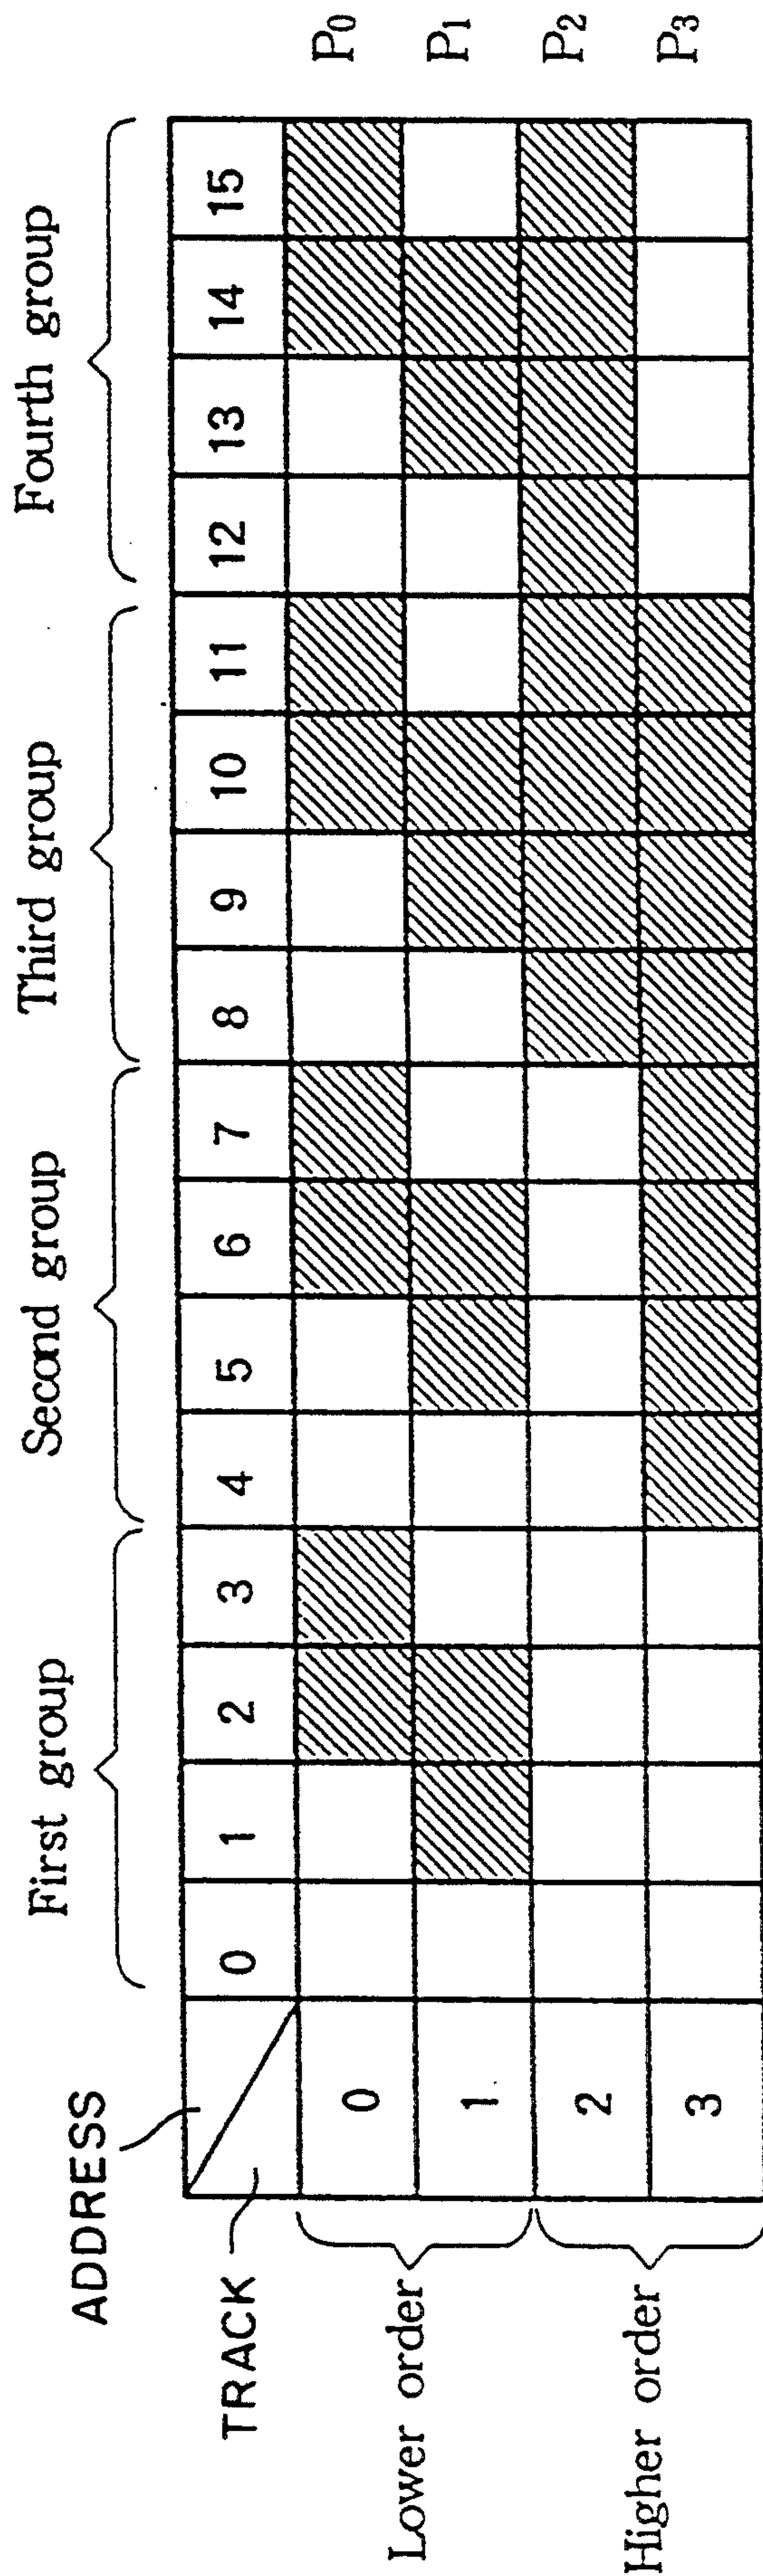 First group Second group Third group Fourth group
ADDRESS
TRACK
0 1 2 3 4 5 6 7 8 9 10 11 12 13 14 15
Lower order
0 P0
1 P1
Higher order
2 P2
3 P3